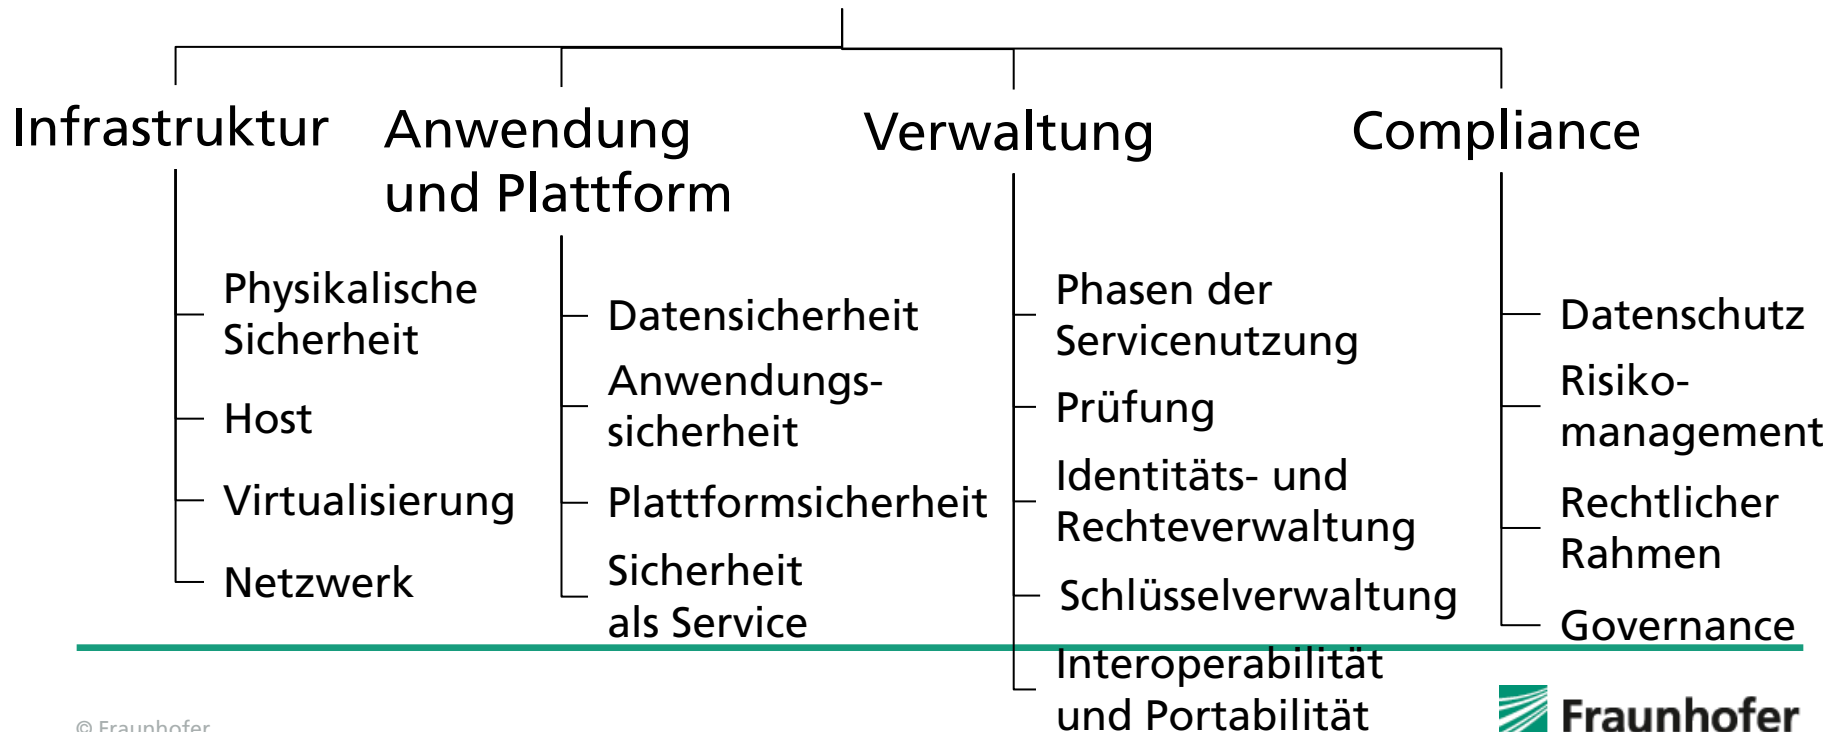 Infrastruktur
Physikalische
Sicherheit
Host
Virtualisierung
Netzwerk
Anwendung
und Plattform
Datensicherheit
Anwendungs-
sicherheit
Plattformsicherheit
Sicherheit
als Service
Verwaltung
Phasen der
Servicenutzung
Prüfung
Identitäts- und
Rechteverwaltung
Schlüsselverwaltung
Interoperabilität
und Portabilität
Compliance
Datenschutz
Risiko-
management
Rechtlicher
Rahmen
Governance
© Fraunhofer
Fraunhofer